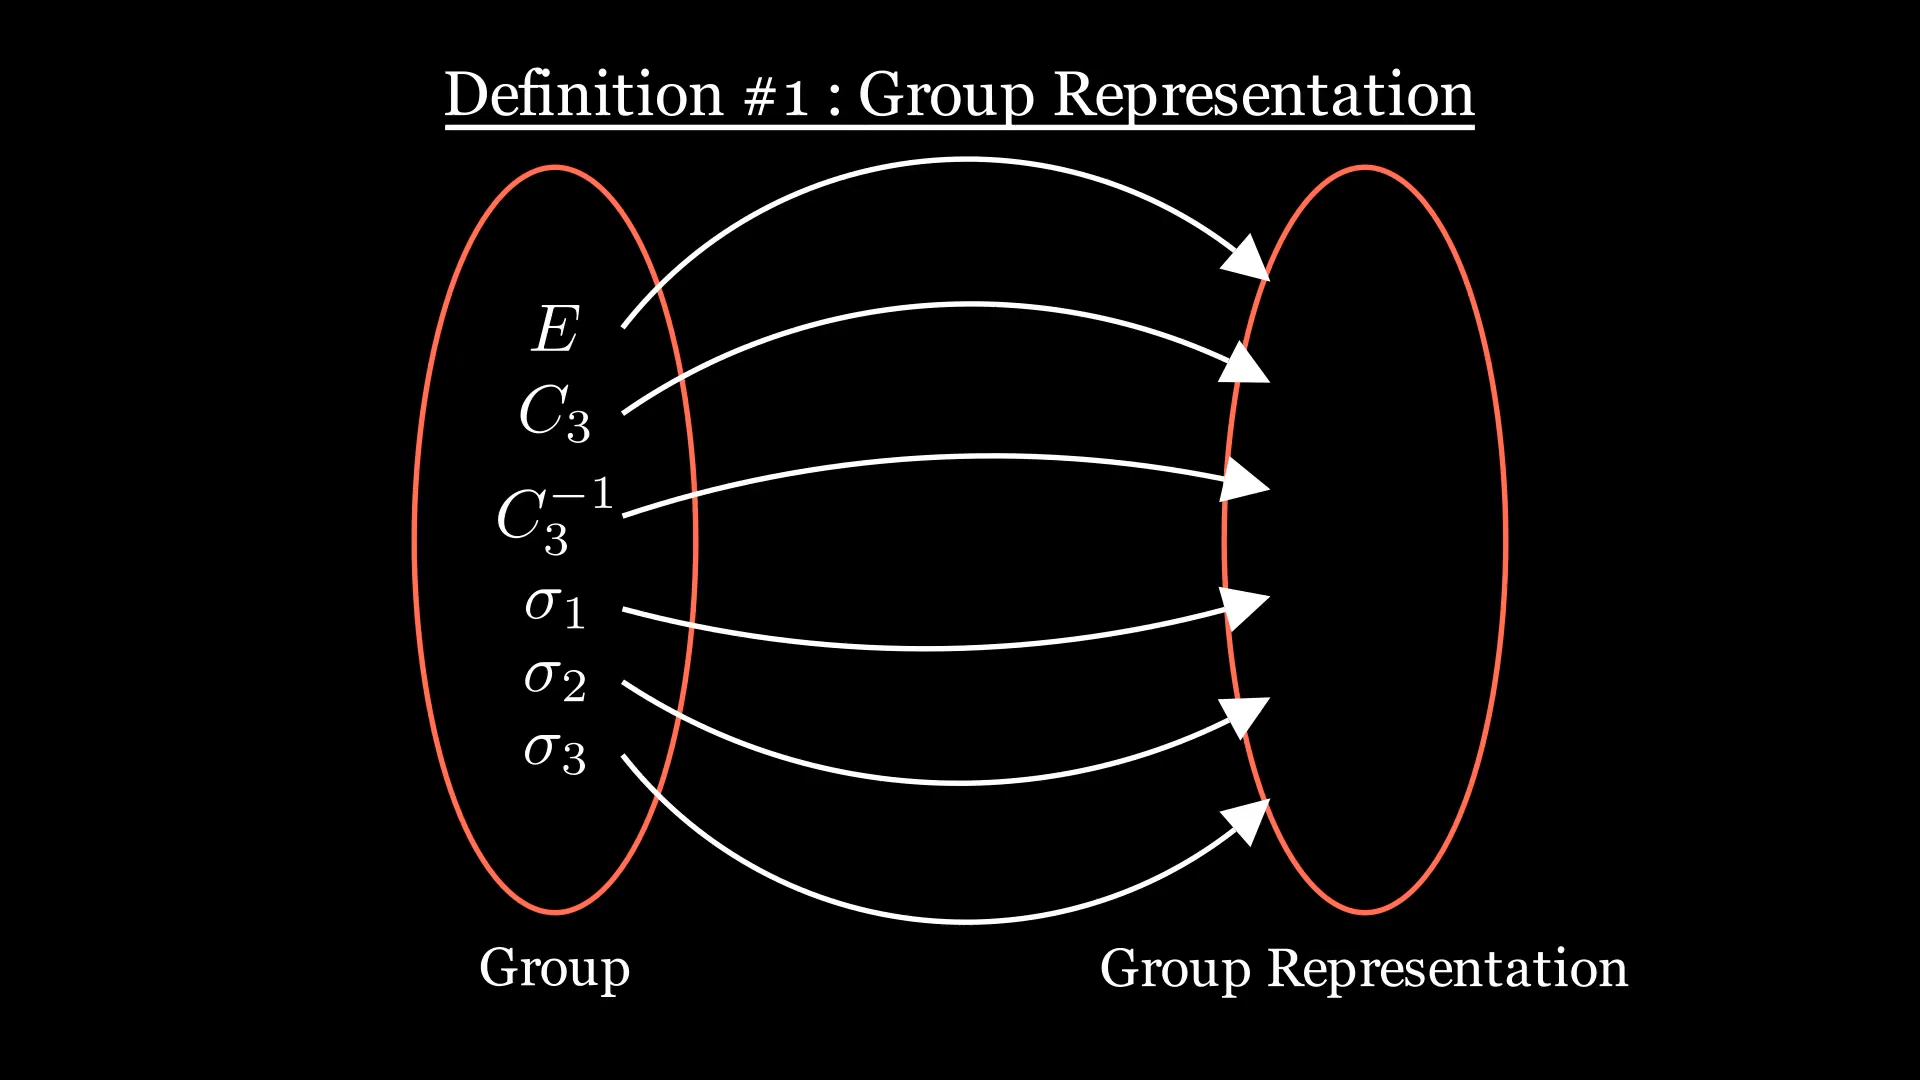 Definition #1 : Group Representation
E
C₃
C₃⁻¹
σ₁
σ₂
σ₃
Group
Group Representation